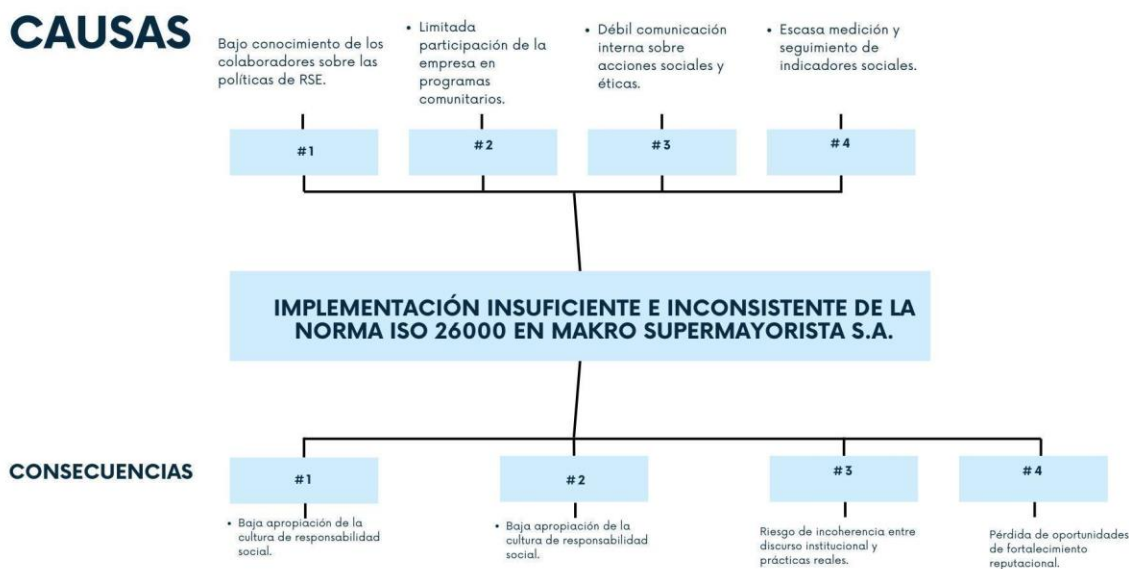 CAUSAS
Bajo conocimiento de los
colaboradores sobre las
políticas de RSE.
• Limitada
participación de la
empresa en
programas
comunitarios.
• Débil comunicación
interna sobre
acciones sociales y
éticas.
• Escasa medición y
seguimiento de
indicadores sociales.
#1
#2
#3
#4
IMPLEMENTACIÓN INSUFICIENTE E INCONSISTENTE DE LA
NORMA ISO 26000 EN MAKRO SUPERMAYORISTA S.A.
CONSECUENCIAS
#1
#2
#3
#4
• Baja apropiación de la
cultura de responsabilidad
social.
• Baja apropiación de la
cultura de responsabilidad
social.
Riesgo de incoherencia entre
discurso institucional y
prácticas reales.
Pérdida de oportunidades
de fortalecimiento
reputacional.